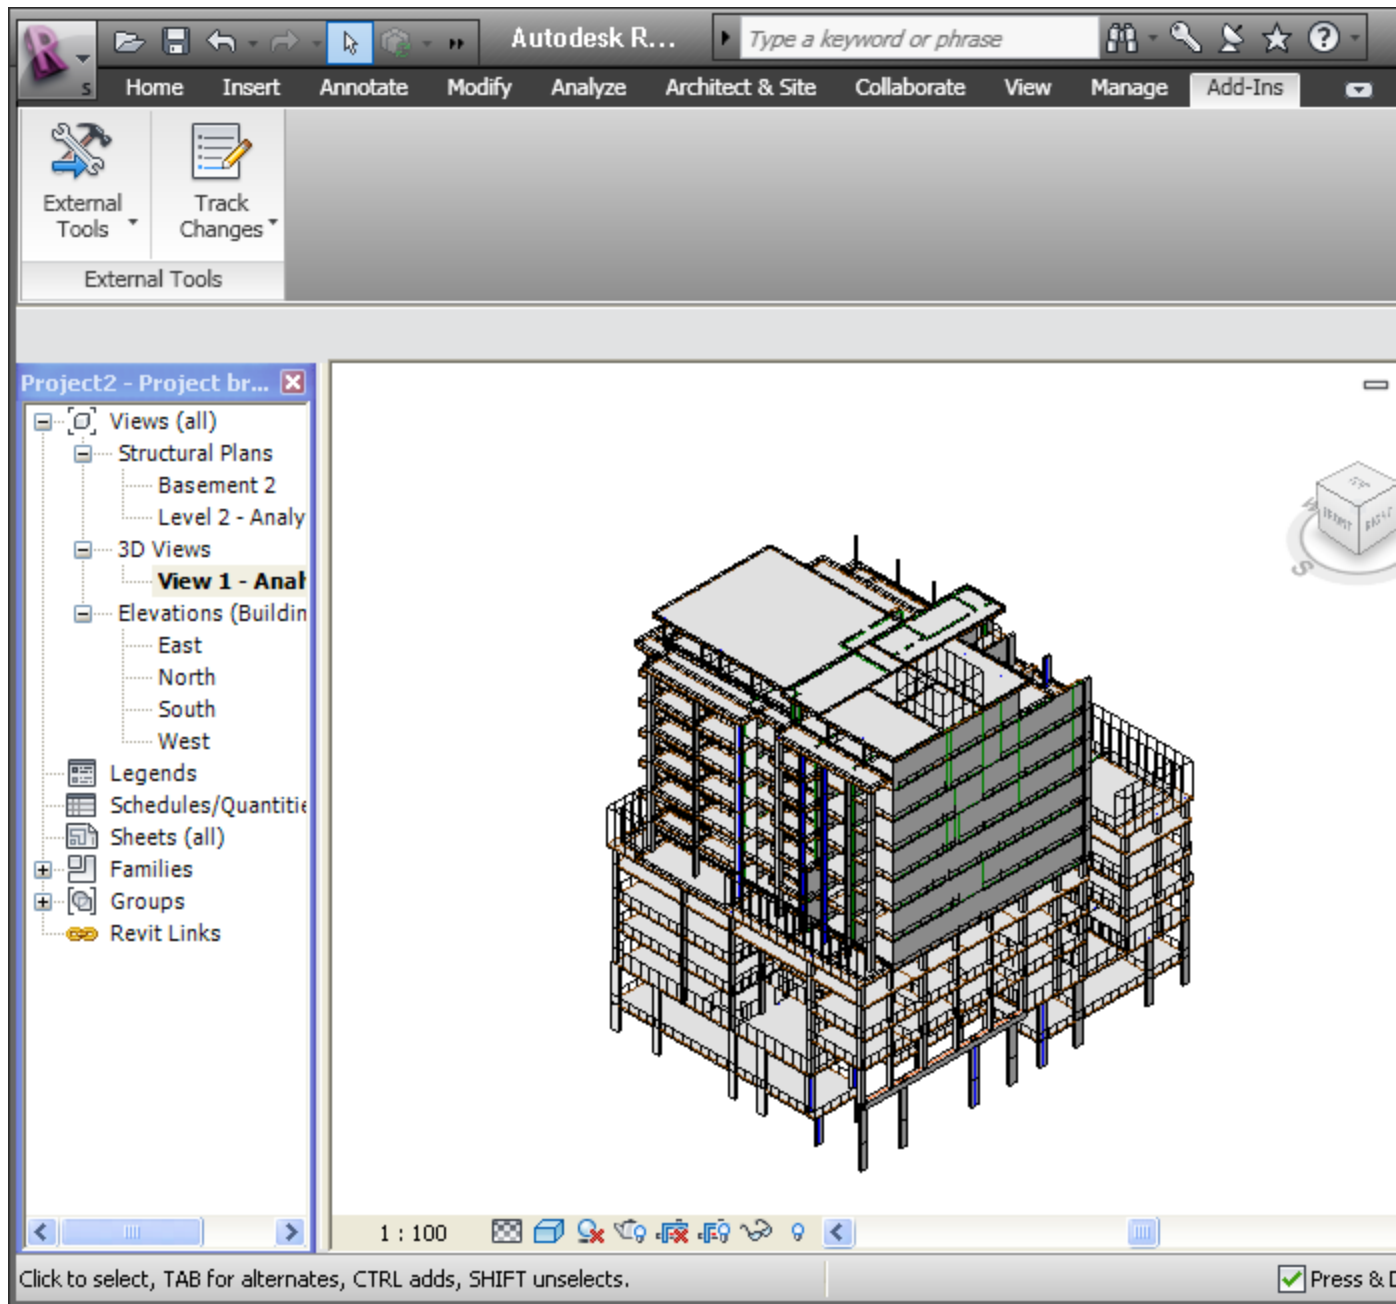 Autodesk R...
Type a keyword or phrase
S
Home Insert Annotate Modify Analyze Architect & Site Collaborate View Manage Add-Ins
External Tools
Track Changes
External Tools
Project2 - Project br...
Views (all)
Structural Plans
Basement 2
Level 2 - Analy
3D Views
View 1 - Anal
Elevations (Buildin
East
North
South
West
Legends
Schedules/Quantitie
Sheets (all)
Families
Groups
Revit Links
S
1 : 100
Click to select, TAB for alternates, CTRL adds, SHIFT unselects.
Press & D